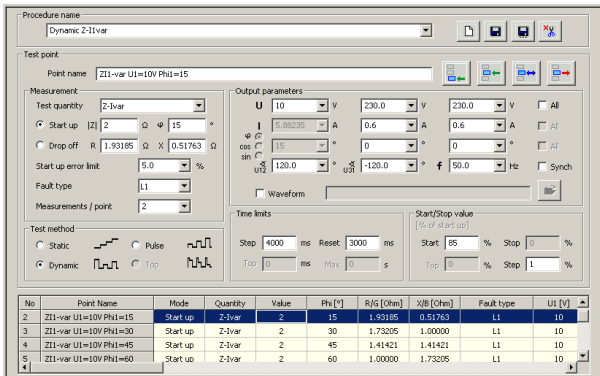 Procedure name
Dynamic Z-I1var
Test point
Point name ZI1-var U1=10V Phi1=15
Measurement
Test quantity Z-Ivar
Start up |Z| 2 Ω φ 15 °
Drop off R 1.93185 Ω X 0.51763 Ω
Start up error limit 5.0 %
Fault type L1
Measurements / point 2
Output parameters
U 10 V 230.0 V 230.0 V All
I 5.88235 A 0.6 A 0.6 A All
φ
cos 15 ° 0 ° 0 ° All
sin
U12 120.0 ° U31 -120.0 ° f 50.0 Hz Synch
Waveform
Test method
Static Pulse
Dynamic Top
Time limits
Step 4000 ms Reset 3000 ms
Top 0 ms Max 0 s
Start/Stop value
[% of start up]
Start 85 % Stop 0 %
Top 0 % Step 1 %
No Point Name Mode Quantity Value Phi [°] R/G [Ohm] X/B [Ohm] Fault type U1 [V]
2 ZI1-var U1=10V Phi1=15 Start up Z-Ivar 2 15 1.93185 0.51763 L1 10
3 ZI1-var U1=10V Phi1=30 Start up Z-Ivar 2 30 1.73205 1.00000 L1 10
4 ZI1-var U1=10V Phi1=45 Start up Z-Ivar 2 45 1.41421 1.41421 L1 10
5 ZI1-var U1=10V Phi1=60 Start up Z-Ivar 2 60 1.00000 1.73205 L1 10